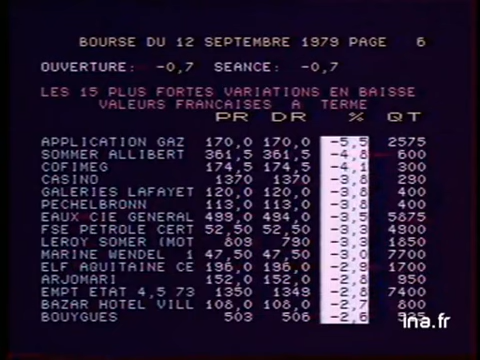 BOURSE DU 12 SEPTEMBRE 1979 PAGE 6
OUVERTURE: -0,7 SEANCE: -0,7
LES 15 PLUS FORTES VARIATIONS EN BAISSE
VALEURS FRANCAISES A TERME
PR DR % QT
APPLICATION GAZ 170,0 170,0 -5,5 2575
SOMMER ALLIBERT 361,5 361,5 -4,8 600
COFIMEG 174,5 174,5 -4,1 300
CASINO 1370 1370 -3,8 290
GALERIES LAFAYET 120,0 120,0 -3,8 400
PECHELBRONN 113,0 113,0 -3,8 400
EAUX CIE GENERAL 499,0 494,0 -3,5 5875
FSE PETROLE CERT 52,50 52,50 -3,3 4900
LEROY SOMER (MOT 809 790 -3,3 1850
MARINE WENDEL 1 47,50 47,50 -3,0 7700
ELF AQUITAINE CE 196,0 196,0 -2,9 1700
ARJOMARI 152,0 152,0 -2,8 950
EMPT ETAT 4,5 73 1350 1349 -2,8 7400
BAZAR HOTEL VILL 108,0 108,0 -2,7 800
BOUYGUES 503 506 -2,6
ina.fr